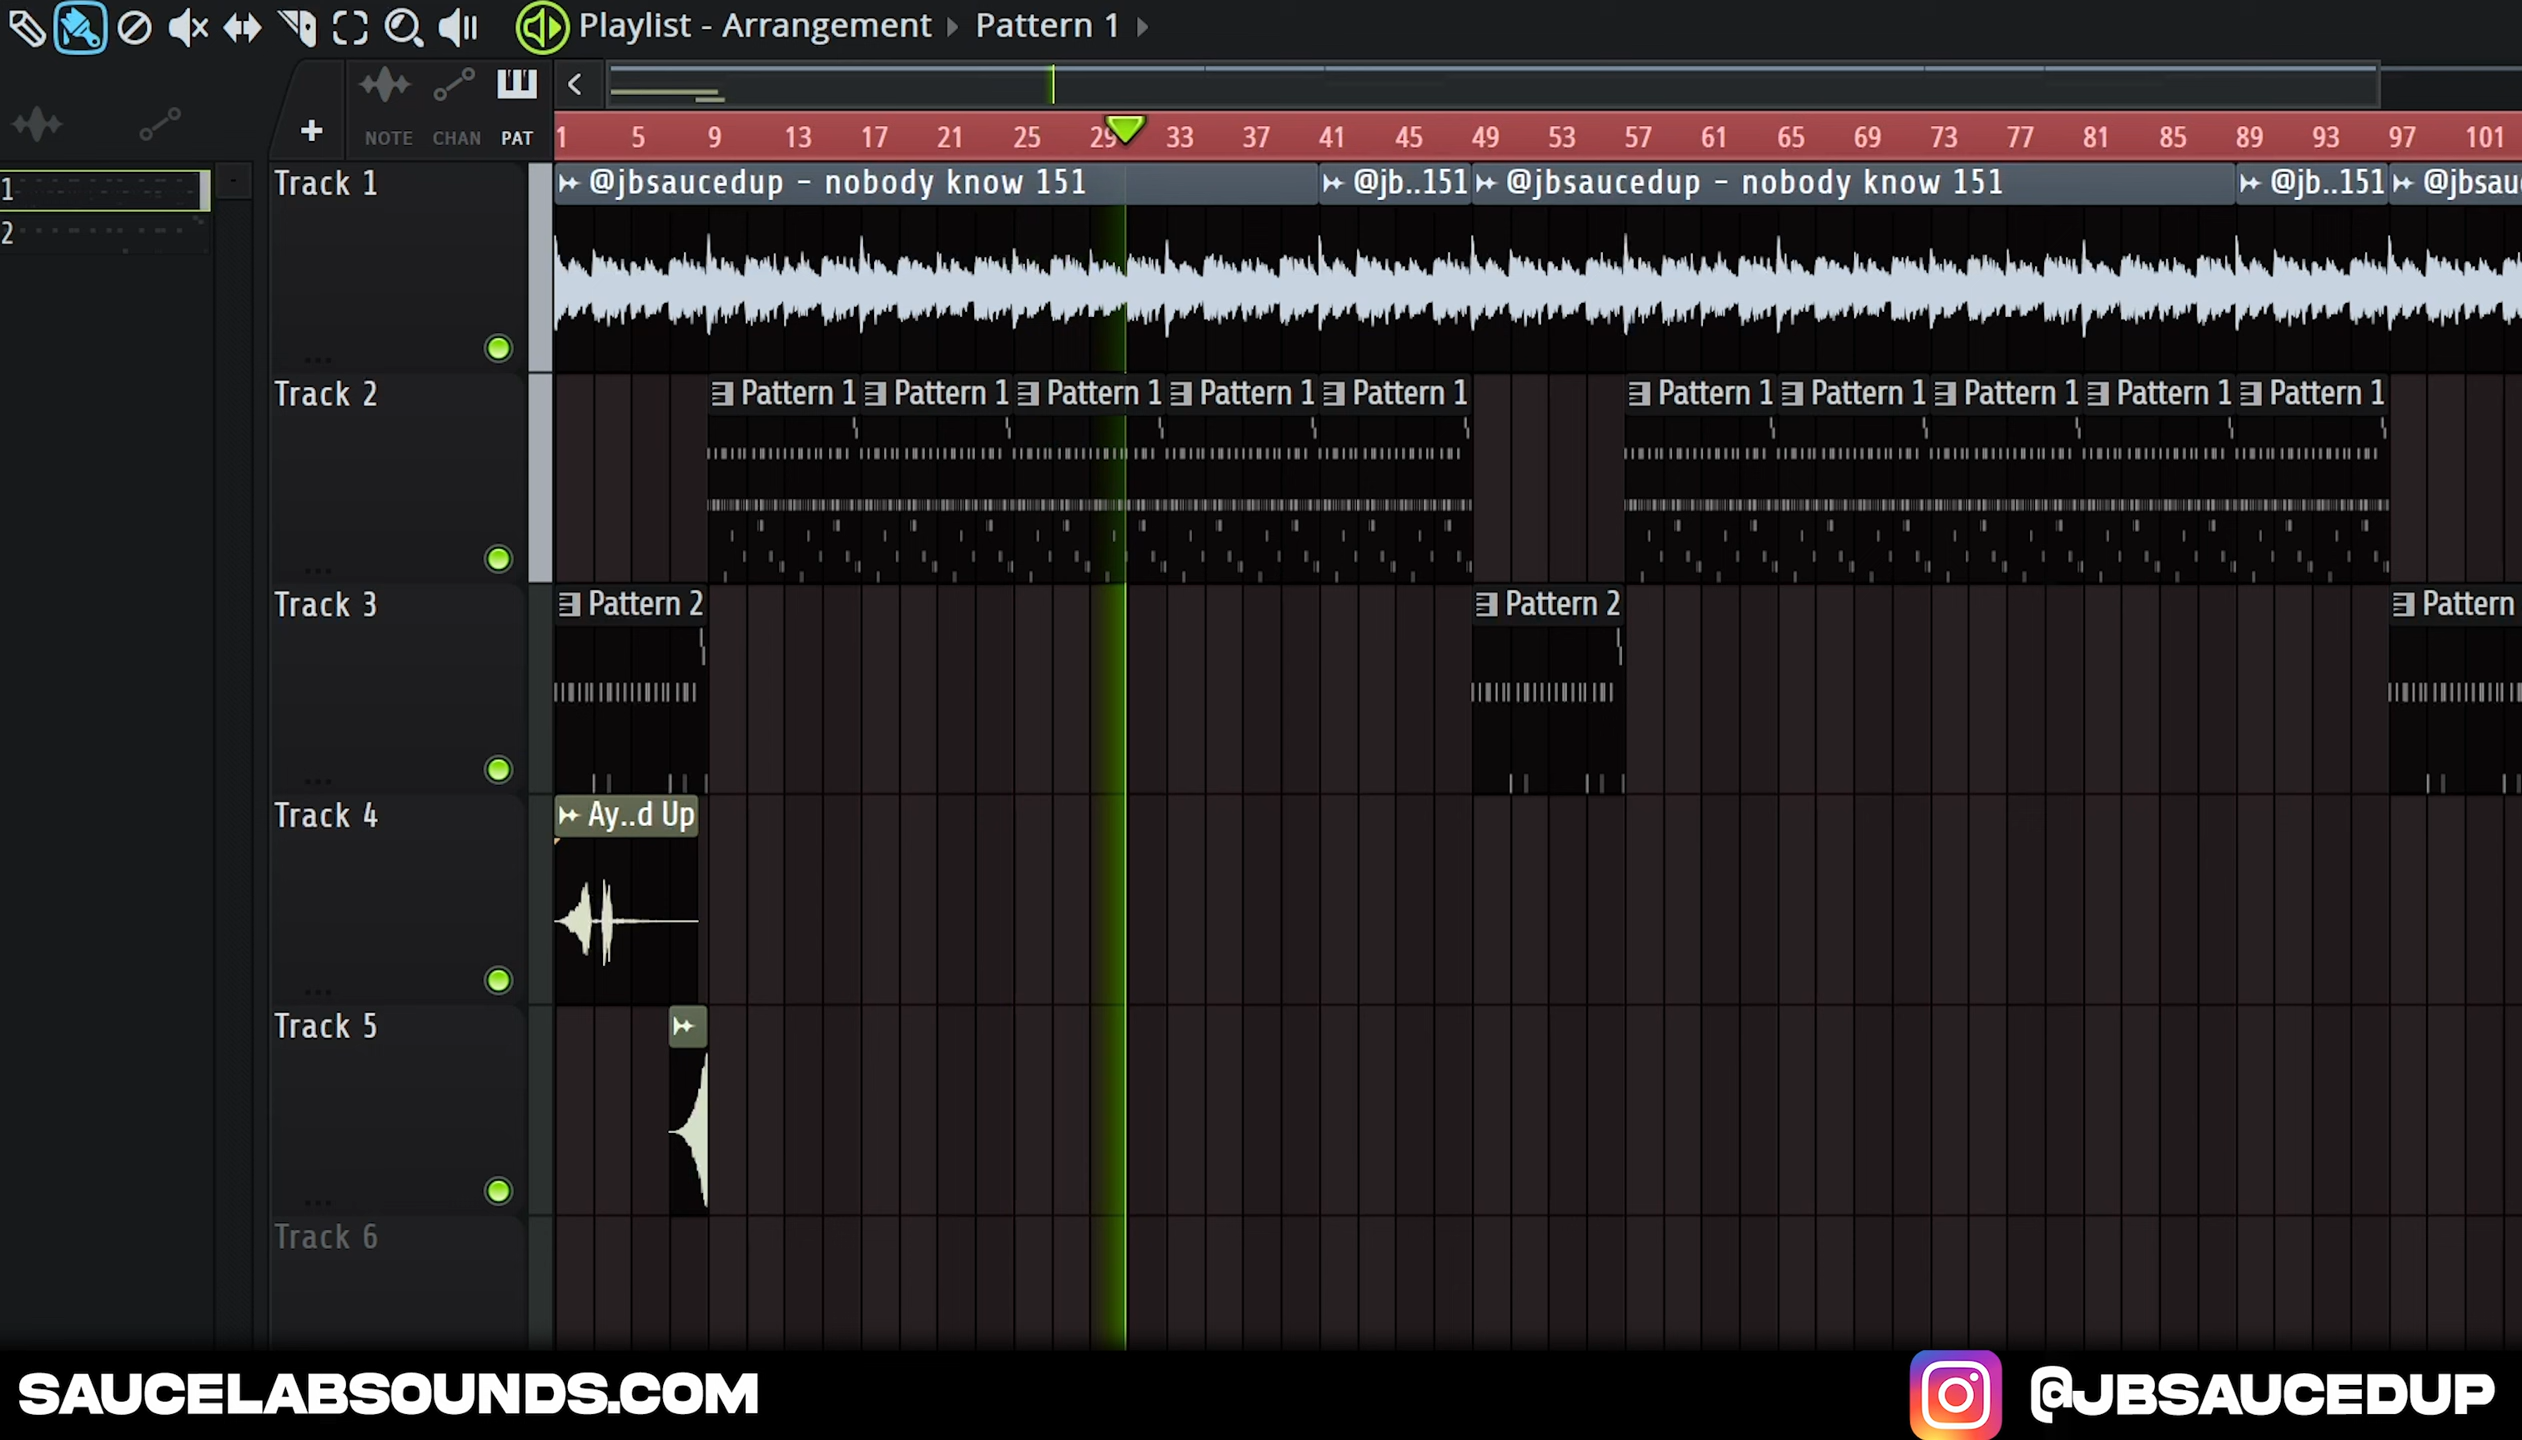 Playlist - Arrangement Pattern 1
NOTE CHAN PAT
1 5 9 13 17 21 25 29 33 37 41 45 49 53 57 61 65 69 73 77 81 85 89 93 97 101
1
2
Track 1
@jbsaucedup - nobody know 151 @jb..151 @jbsaucedup - nobody know 151 @jb..151 @jbsau
Track 2
Pattern 1 Pattern 1 Pattern 1 Pattern 1 Pattern 1 Pattern 1 Pattern 1 Pattern 1 Pattern 1 Pattern 1
Track 3
Pattern 2 Pattern 2 Pattern
Track 4
Ay..d Up
Track 5
Track 6
SAUCELABSOUNDS.COM
@JBSAUCEDUP